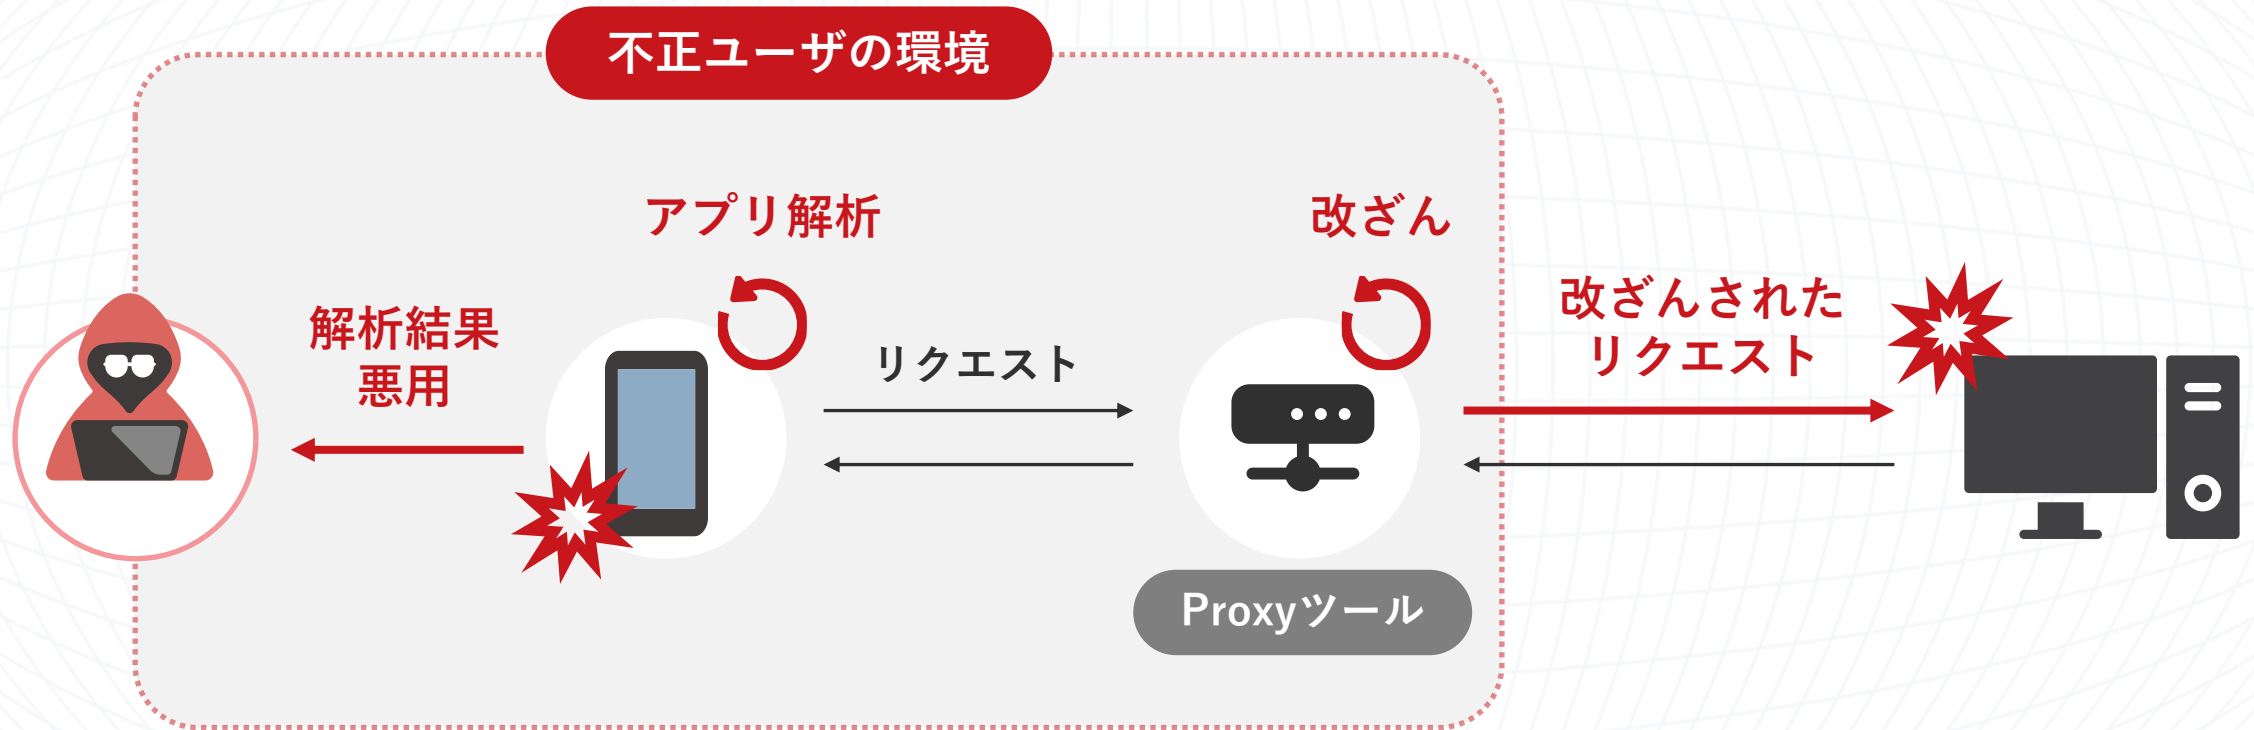 不正ユーザの環境
アプリ解析
改ざん
解析結果
悪用
リクエスト
改ざんされた
リクエスト
Proxyツール